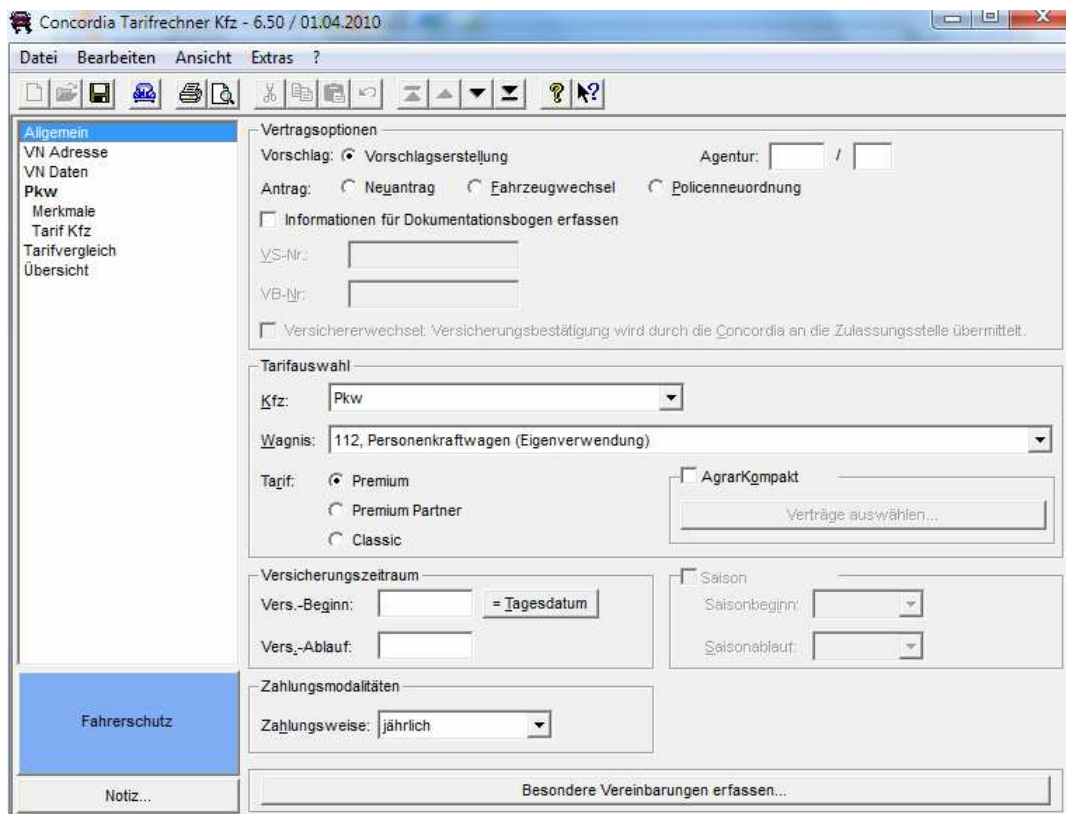 Concordia Tarifrechner Kfz - 6.50 / 01.04.2010
Datei Bearbeiten Ansicht Extras ?
Allgemein
VN Adresse
VN Daten
Pkw
Merkmale
Tarif Kfz
Tarifvergleich
Übersicht
Fahrerschutz
Notiz...
Vertragsoptionen
Vorschlag: Vorschlagserstellung Agentur: /
Antrag: Neuantrag Fahrzeugwechsel Policenneuordnung
Informationen für Dokumentationsbogen erfassen
VS-Nr.:
VB-Nr:
Versichererwechsel: Versicherungsbestätigung wird durch die Concordia an die Zulassungsstelle übermittelt.
Tarifauswahl
Kfz: Pkw
Wagnis: 112, Personenkraftwagen (Eigenverwendung)
Tarif: Premium
Premium Partner
Classic
AgrarKompakt
Verträge auswählen...
Versicherungszeitraum
Vers.-Beginn: = Tagesdatum
Vers.-Ablauf:
Saison
Saisonbeginn:
Saisonablauf:
Zahlungsmodalitäten
Zahlungsweise: jährlich
Besondere Vereinbarungen erfassen...